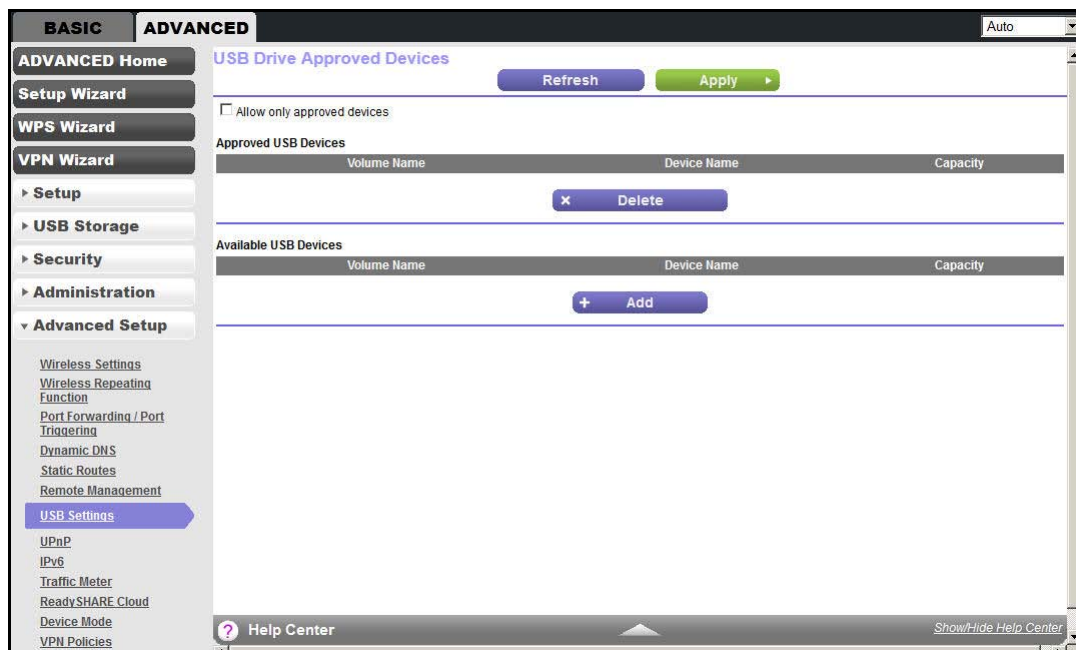 BASIC
ADVANCED
Auto
ADVANCED Home
Setup Wizard
WPS Wizard
VPN Wizard
Setup
USB Storage
Security
Administration
Advanced Setup
Wireless Settings
Wireless Repeating
Function
Port Forwarding / Port
Triggering
Dynamic DNS
Static Routes
Remote Management
USB Settings
UPnP
IPv6
Traffic Meter
ReadySHARE Cloud
Device Mode
VPN Policies
USB Drive Approved Devices
Refresh
Apply
Allow only approved devices
Approved USB Devices
Volume Name Device Name Capacity
Delete
Available USB Devices
Volume Name Device Name Capacity
Add
? Help Center
Show/Hide Help Center